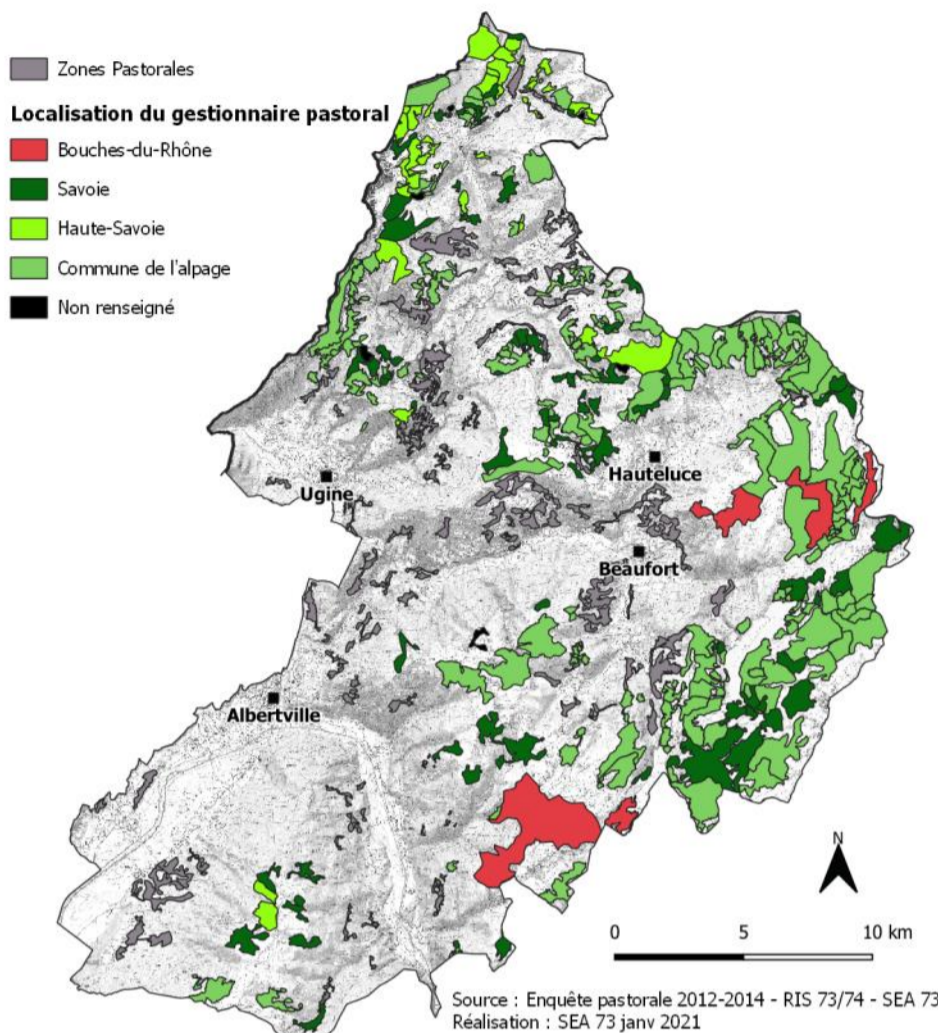 Zones Pastorales
Localisation du gestionnaire pastoral
Bouches-du-Rhône
Savoie
Haute-Savoie
Commune de l'alpage
Non renseigné
Ugine
Hauteluce
Beaufort
Albertville
N
0 5 10 km
Source : Enquête pastorale 2012-2014 - RIS 73/74 - SEA 73
Réalisation : SEA 73 janv 2021